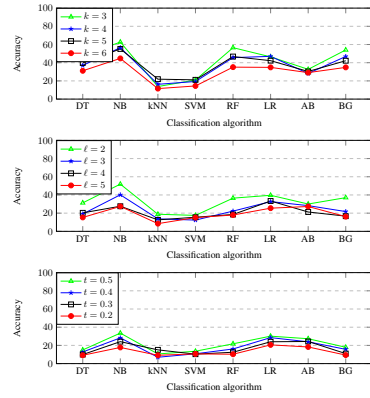 100
80
60
40
20
0
Accuracy
k = 3
k = 4
k = 5
k = 6
DT NB kNN SVM RF LR AB BG
Classification algorithm
100
80
60
40
20
0
Accuracy
ℓ = 2
ℓ = 3
ℓ = 4
ℓ = 5
DT NB kNN SVM RF LR AB BG
Classification algorithm
100
80
60
40
20
0
Accuracy
t = 0.5
t = 0.4
t = 0.3
t = 0.2
DT NB kNN SVM RF LR AB BG
Classification algorithm